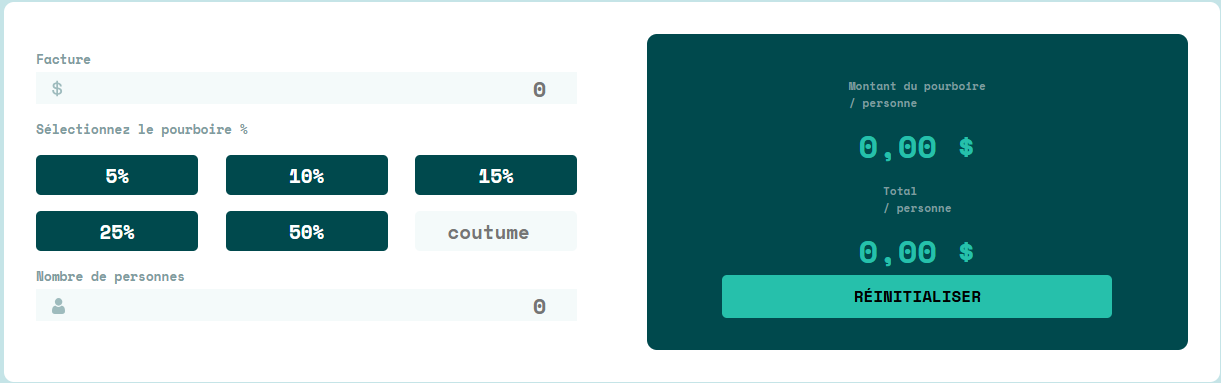 Facture
$ 0
Sélectionnez le pourboire %
5% 10% 15%
25% 50% coutume
Nombre de personnes
0
Montant du pourboire
/ personne
0,00 $
Total
/ personne
0,00 $
RÉINITIALISER